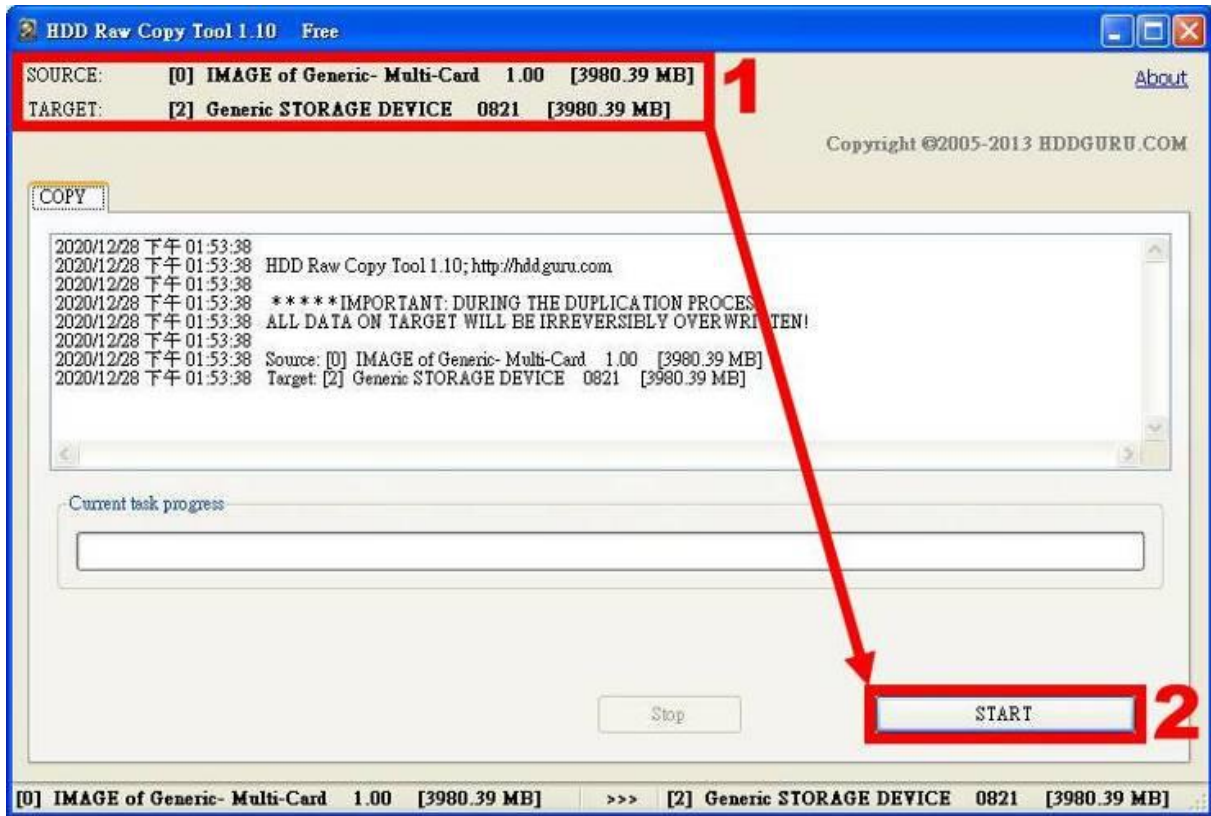 HDD Raw Copy Tool 1.10 Free
SOURCE: [0] IMAGE of Generic- Multi-Card 1.00 [3980.39 MB]
1
About
TARGET: [2] Generic STORAGE DEVICE 0821 [3980.39 MB]
Copyright ©2005-2013 HDDGURU.COM
COPY
2020/12/28 下午 01:53:38
2020/12/28 下午 01:53:38 HDD Raw Copy Tool 1.10; http://hddguru.com
2020/12/28 下午 01:53:38
2020/12/28 下午 01:53:38 *****IMPORTANT: DURING THE DUPLICATION PROCES
2020/12/28 下午 01:53:38 ALL DATA ON TARGET WILL BE IRREVERSIBLY OVERWRITTEN!
2020/12/28 下午 01:53:38
2020/12/28 下午 01:53:38 Source: [0] IMAGE of Generic- Multi-Card 1.00 [3980.39 MB]
2020/12/28 下午 01:53:38 Target: [2] Generic STORAGE DEVICE 0821 [3980.39 MB]
Current task progress
Stop
START
2
[0] IMAGE of Generic- Multi-Card 1.00 [3980.39 MB] >>> [2] Generic STORAGE DEVICE 0821 [3980.39 MB]